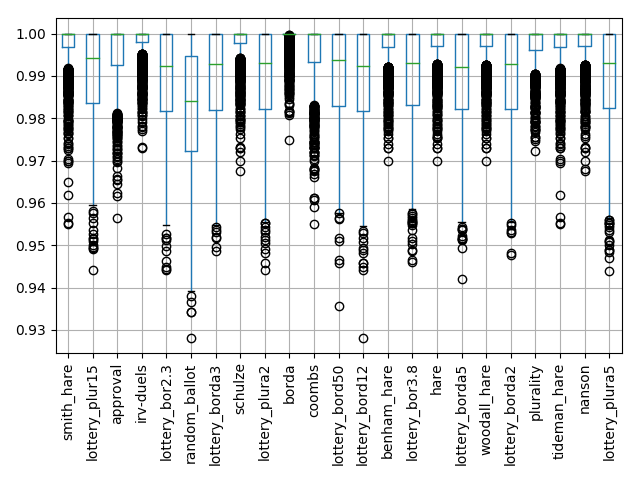 1.00
0.99
0.98
0.97
0.96
0.95
0.94
0.93
smith_hare
lottery_plur15
approval
irv-duels
lottery_bor2.3
random_ballot
lottery_borda3
schulze
lottery_plura2
borda
coombs
lottery_bord50
lottery_bord12
benham_hare
lottery_bor3.8
hare
lottery_borda5
woodall_hare
lottery_borda2
plurality
tideman_hare
nanson
lottery_plura5